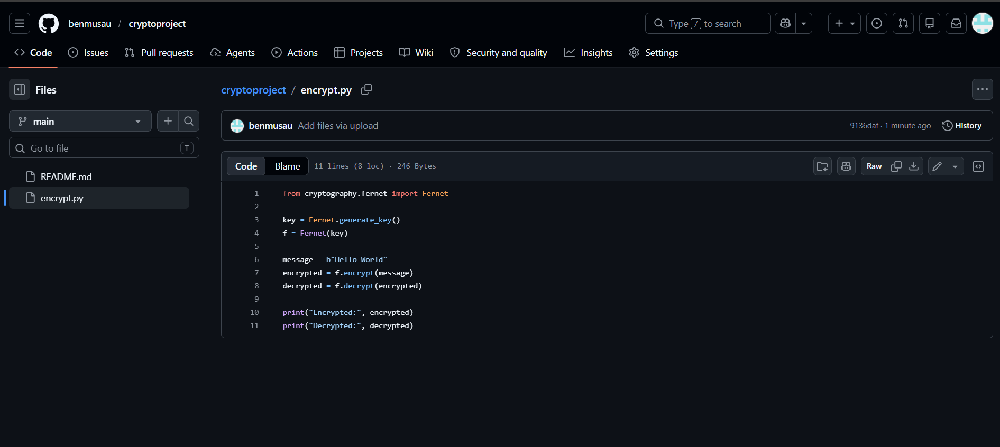 benmusau / cryptoproject
Type / to search
Code
Issues
Pull requests
Agents
Actions
Projects
Wiki
Security and quality
Insights
Settings
Files
main
Go to file
T
README.md
encrypt.py
cryptoproject / encrypt.py
benmusau Add files via upload
9136daf · 1 minute ago
History
Code
Blame
11 lines (8 loc) · 246 Bytes
Raw
1 from cryptography.fernet import Fernet
2
3 key = Fernet.generate_key()
4 f = Fernet(key)
5
6 message = b"Hello World"
7 encrypted = f.encrypt(message)
8 decrypted = f.decrypt(encrypted)
9
10 print("Encrypted:", encrypted)
11 print("Decrypted:", decrypted)